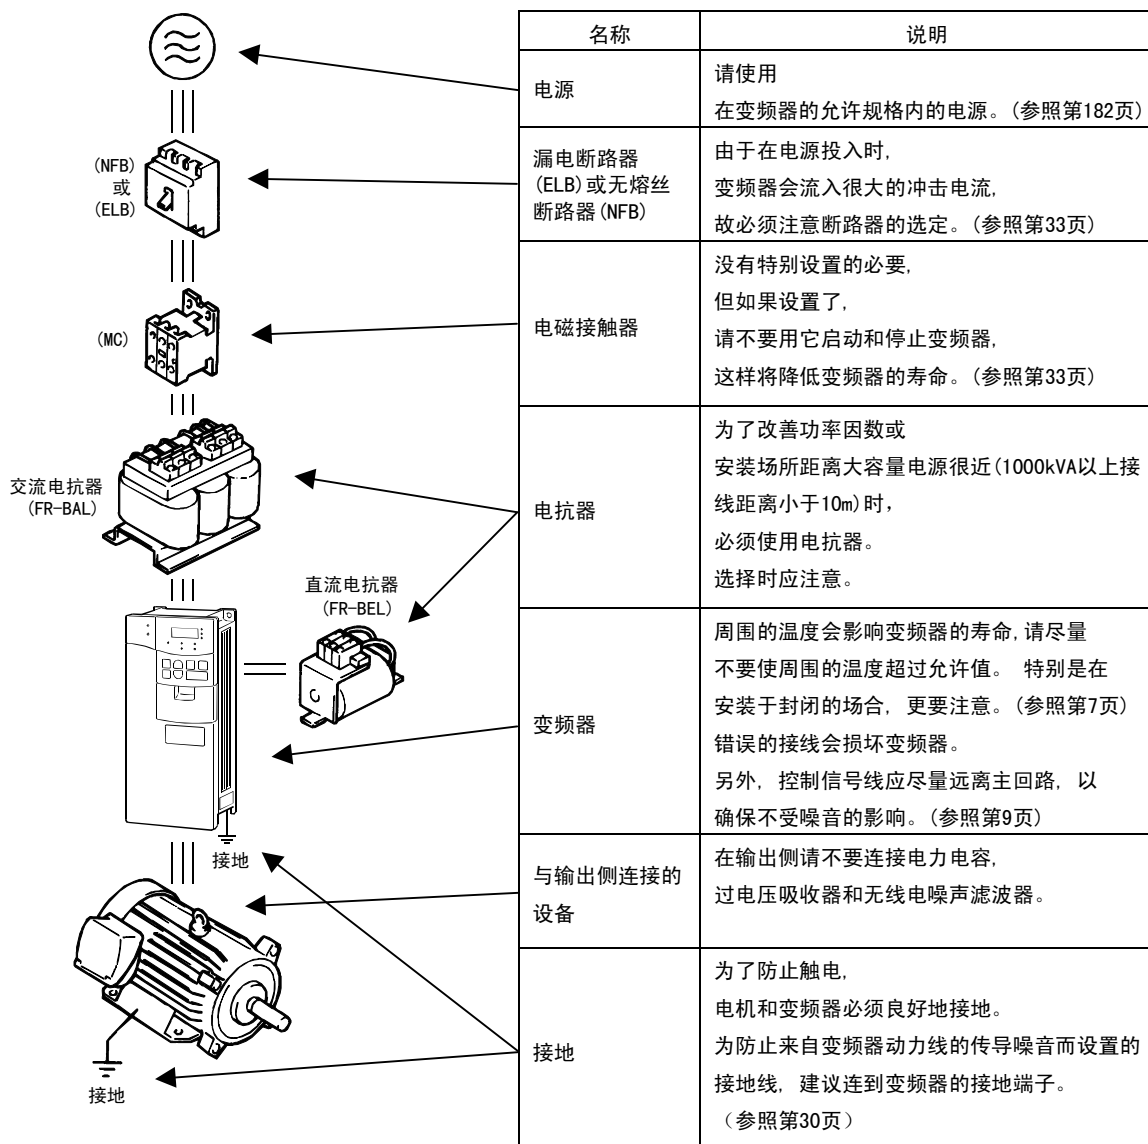 (NFB)
或
(ELB)
(MC)
交流电抗器
(FR-BAL)
直流电抗器
(FR-BEL)
接地
接地
名称
说明
电源
请使用
在变频器的允许规格内的电源。(参照第182页)
漏电断路器
(ELB)或无熔丝
断路器(NFB)
由于在电源投入时,
变频器会流入很大的冲击电流,
故必须注意断路器的选定。(参照第33页)
电磁接触器
没有特别设置的必要,
但如果设置了,
请不要用它启动和停止变频器,
这样将降低变频器的寿命。(参照第33页)
电抗器
为了改善功率因数或
安装场所距离大容量电源很近(1000kVA以上接
线距离小于10m)时,
必须使用电抗器。
选择时应注意。
变频器
周围的温度会影响变频器的寿命,请尽量
不要使周围的温度超过允许值。 特别是在
安装于封闭的场合, 更要注意。(参照第7页)
错误的接线会损坏变频器。
另外, 控制信号线应尽量远离主回路, 以
确保不受噪音的影响。(参照第9页)
与输出侧连接的
设备
在输出侧请不要连接电力电容,
过电压吸收器和无线电噪声滤波器。
接地
为了防止触电,
电机和变频器必须良好地接地。
为防止来自变频器动力线的传导噪音而设置的
接地线, 建议连到变频器的接地端子。
（参照第30页）